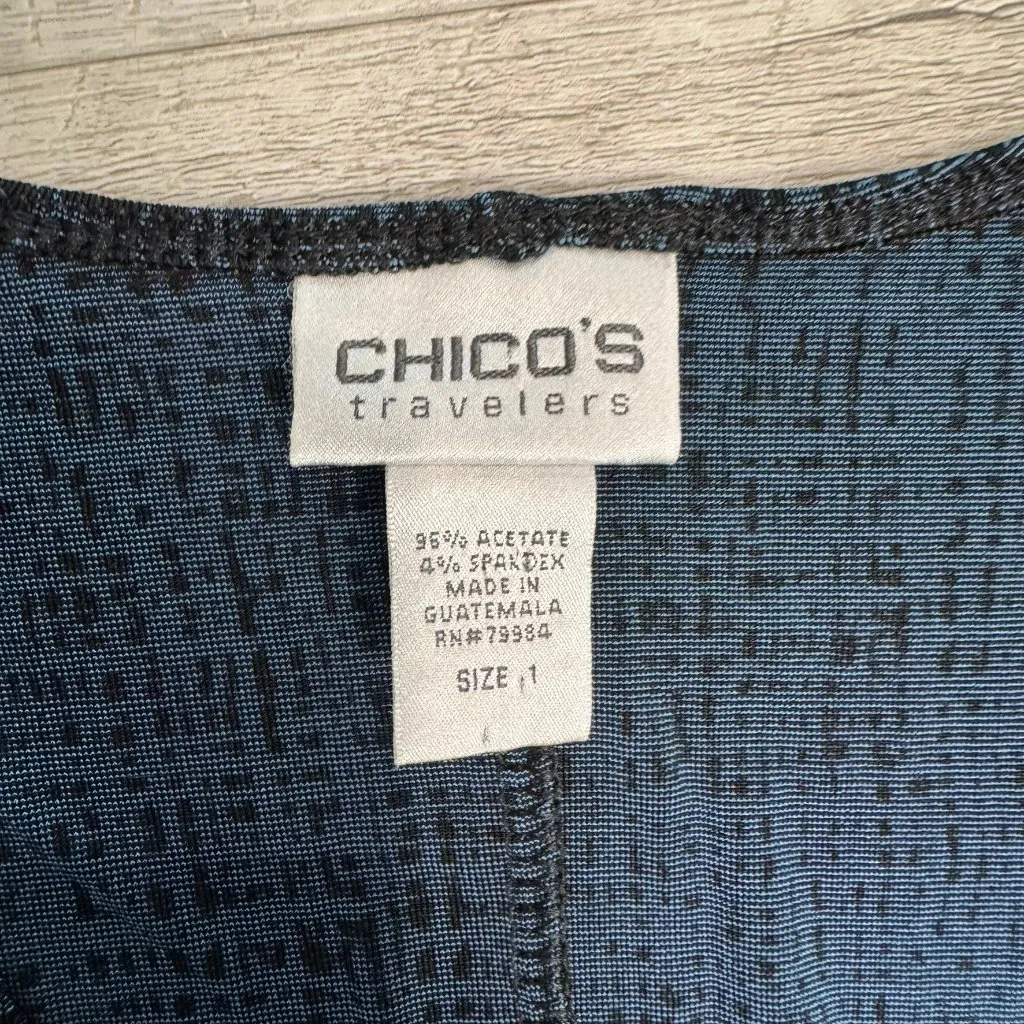 CHICO'S
travelers
96% ACETATE
4% SPANDEX
MADE IN
GUATEMALA
RN#79984
SIZE 1